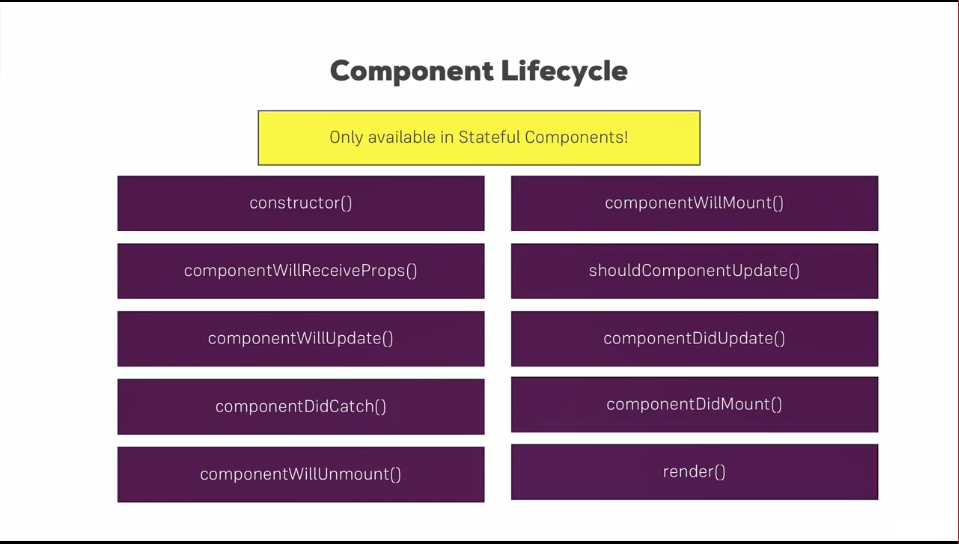 Component Lifecycle
Only available in Stateful Components!
constructor()
componentWillMount()
componentWillReceiveProps()
shouldComponentUpdate()
componentWillUpdate()
componentDidUpdate()
componentDidCatch()
componentDidMount()
componentWillUnmount()
render()